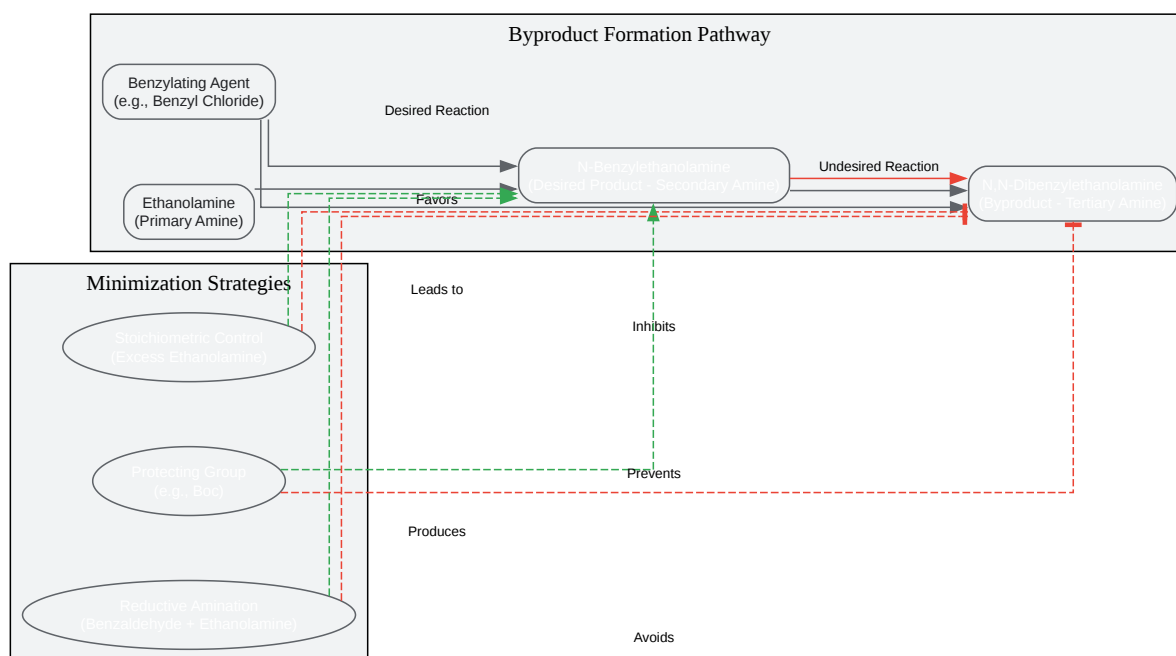 Byproduct Formation Pathway
Benzylating Agent
(e.g., Benzyl Chloride)
Desired Reaction
N-Benzylethanolamine
(Desired Product - Secondary Amine)
Undesired Reaction
N,N-Dibenzylethanolamine
(Byproduct - Tertiary Amine)
Ethanolamine
(Primary Amine)
Favors
Minimization Strategies
Leads to
Inhibits
Stoichiometric Control
(Excess Ethanolamine)
Protecting Group
(e.g., Boc)
Prevents
Produces
Reductive Amination
(Benzaldehyde + Ethanolamine)
Avoids